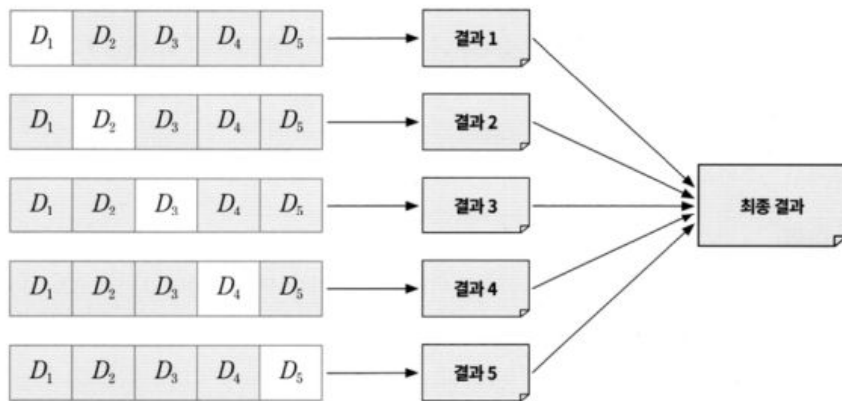 D₁ D₂ D₃ D₄ D₅ 결과 1
D₁ D₂ D₃ D₄ D₅ 결과 2
D₁ D₂ D₃ D₄ D₅ 결과 3
최종 결과
D₁ D₂ D₃ D₄ D₅ 결과 4
D₁ D₂ D₃ D₄ D₅ 결과 5